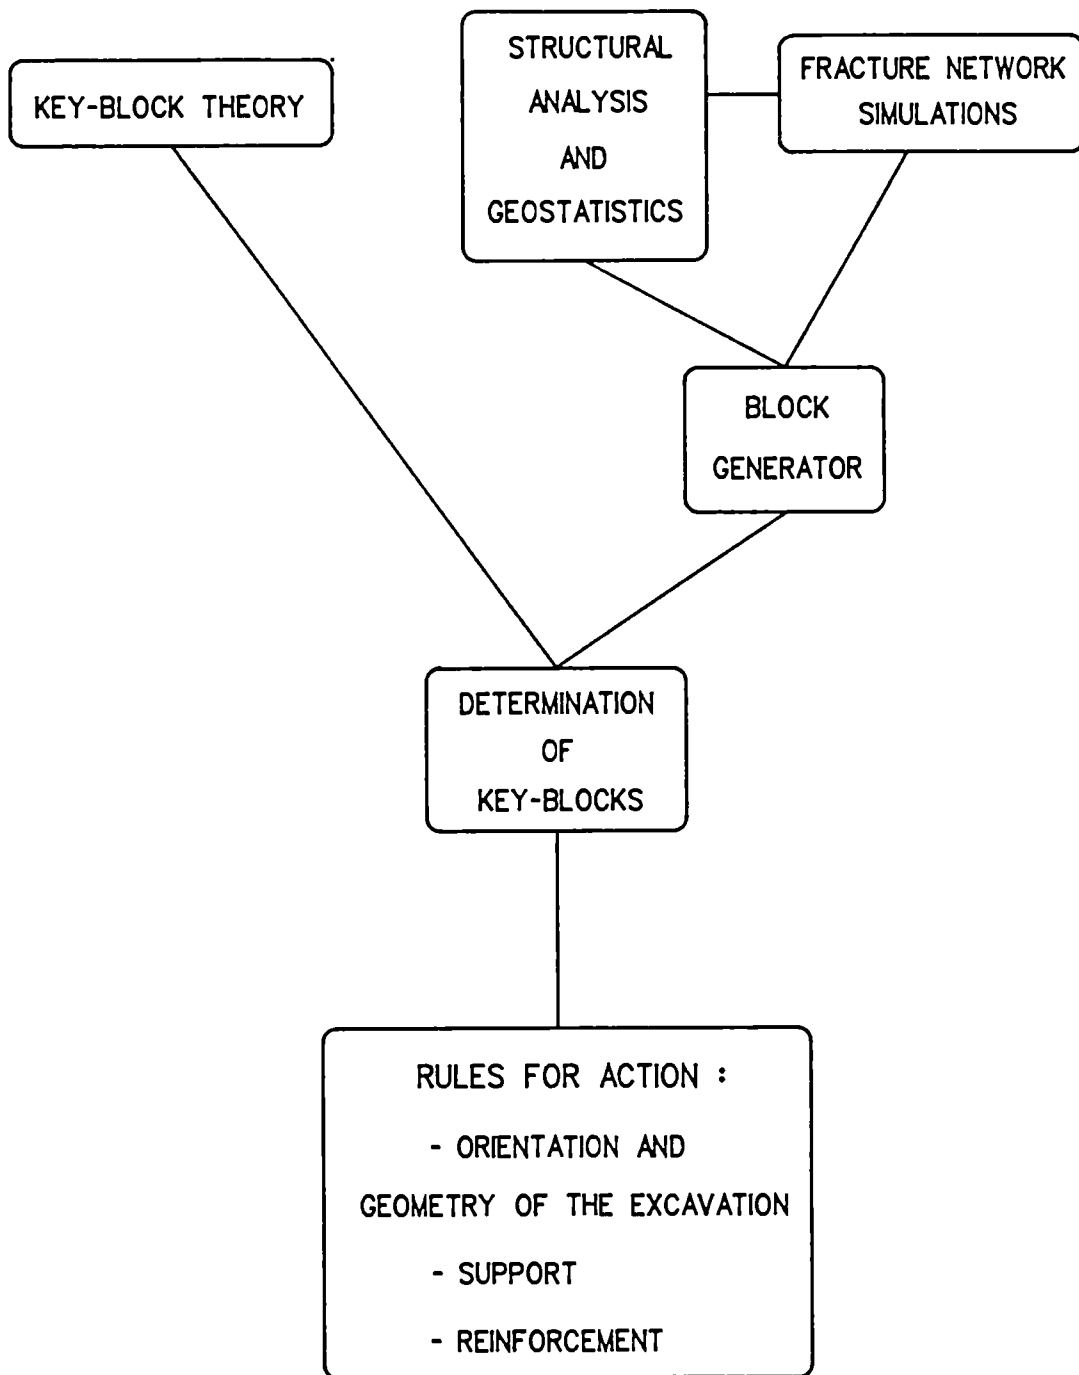 KEY-BLOCK THEORY
STRUCTURAL
ANALYSIS
AND
GEOSTATISTICS
FRACTURE NETWORK
SIMULATIONS
BLOCK
GENERATOR
DETERMINATION
OF
KEY-BLOCKS
RULES FOR ACTION :
- ORIENTATION AND
GEOMETRY OF THE EXCAVATION
- SUPPORT
- REINFORCEMENT